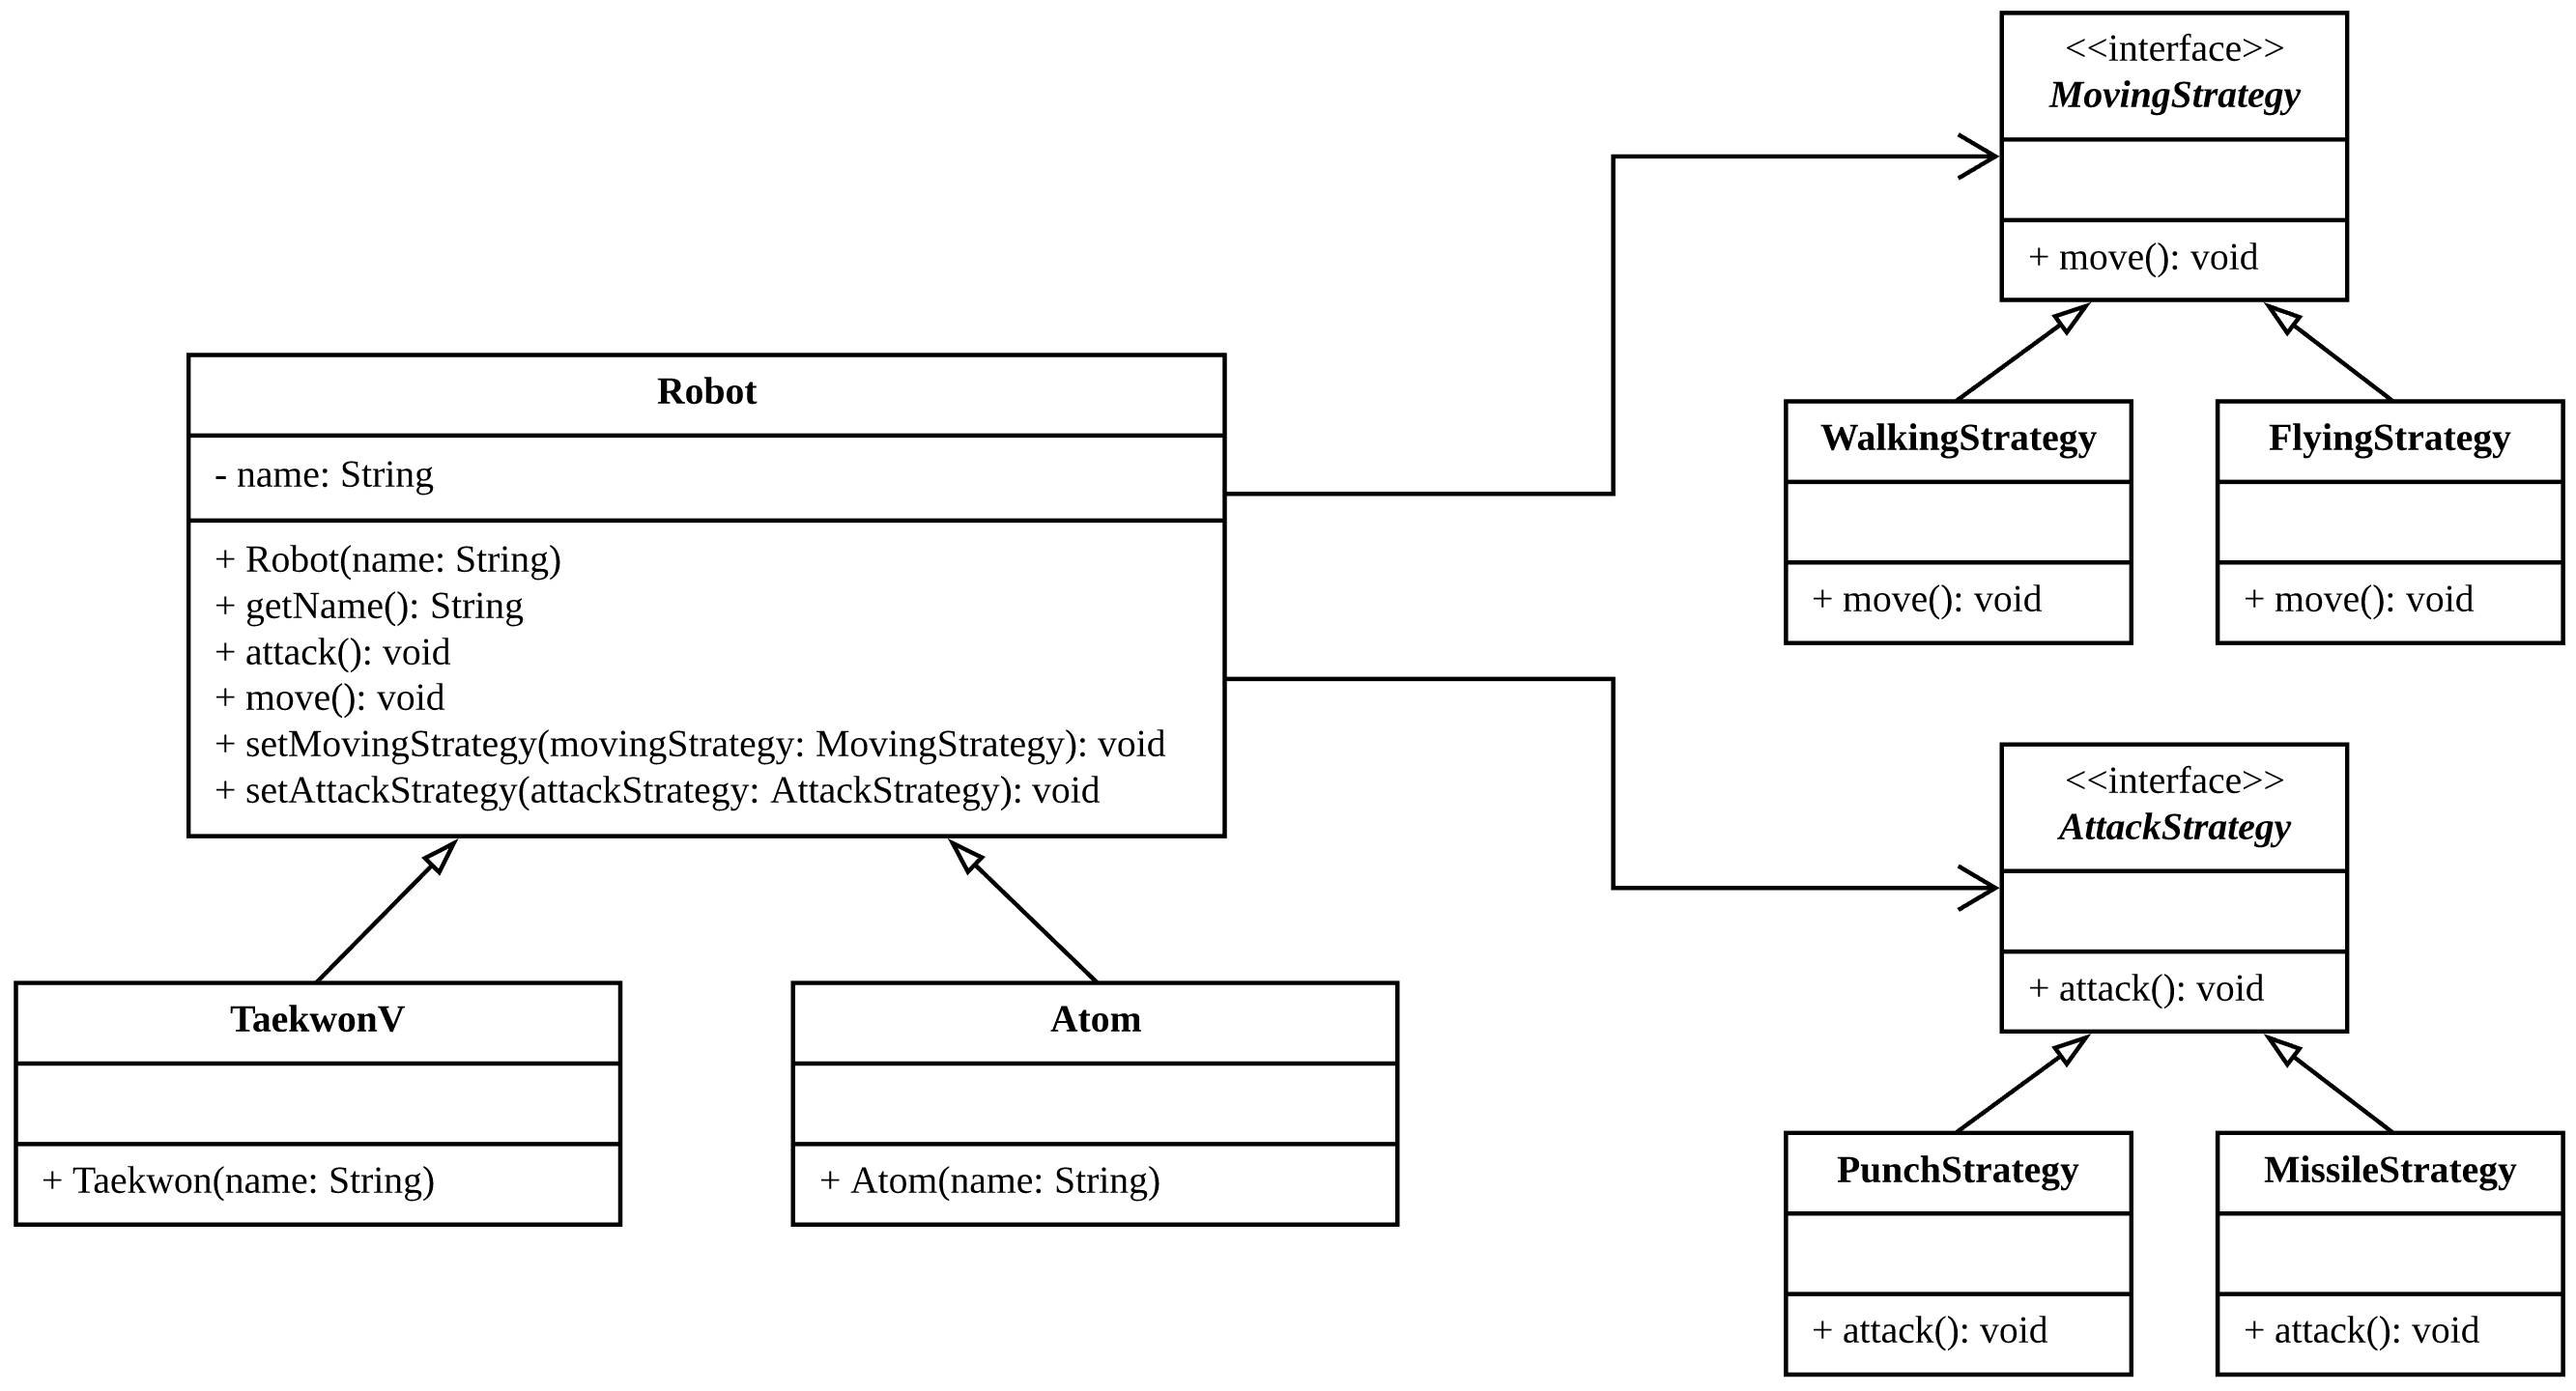 <<interface>>
MovingStrategy
+ move(): void
WalkingStrategy
+ move(): void
FlyingStrategy
+ move(): void
Robot
- name: String
+ Robot(name: String)
+ getName(): String
+ attack(): void
+ move(): void
+ setMovingStrategy(movingStrategy: MovingStrategy): void
+ setAttackStrategy(attackStrategy: AttackStrategy): void
<<interface>>
AttackStrategy
+ attack(): void
TaekwonV
+ Taekwon(name: String)
Atom
+ Atom(name: String)
PunchStrategy
+ attack(): void
MissileStrategy
+ attack(): void